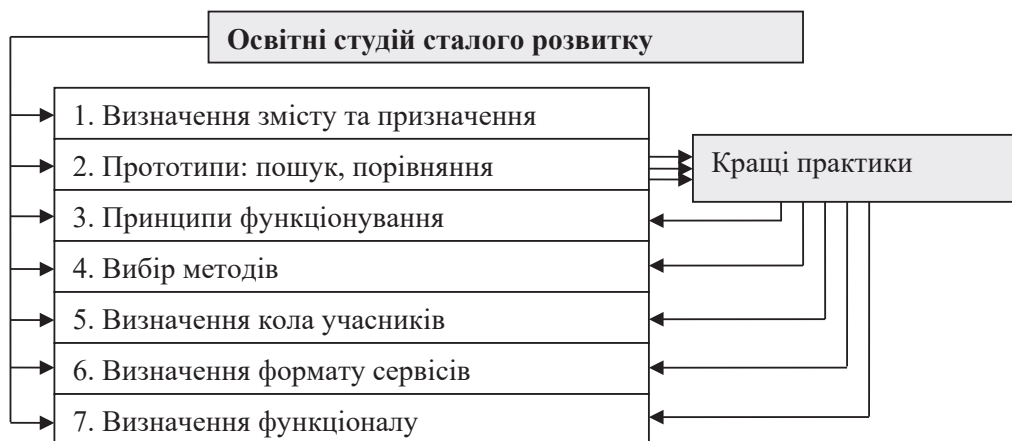 Освітні студій сталого розвитку
1. Визначення змісту та призначення
2. Прототипи: пошук, порівняння
Кращі практики
3. Принципи функціонування
4. Вибір методів
5. Визначення кола учасників
6. Визначення формату сервісів
7. Визначення функціоналу